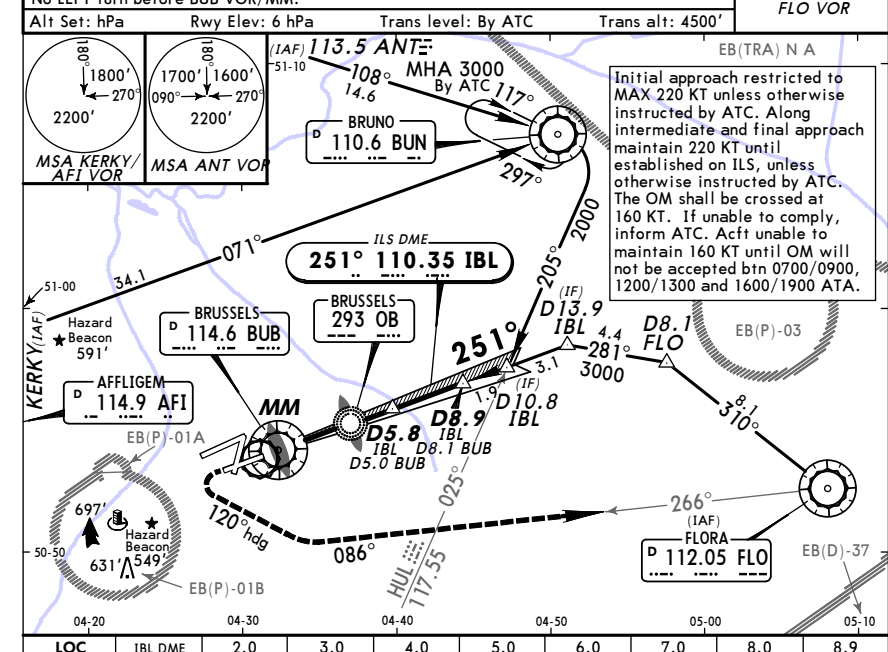 No LEFT turn before BUB VOR/MM.
FLO VOR
Alt Set: hPa Rwy Elev: 6 hPa Trans level: By ATC Trans alt: 4500'
180°
1800'
270°
2200'
MSA KERKY/
AFI VOR
180°
1700' 1600'
090° 270°
2200'
MSA ANT VOR
(IAF) 113.5 ANT
51-10
108°
14.6
MHA 3000
By ATC
117°
297°
BRUNO
D 110.6 BUN
EB(TRA) N A
Initial approach restricted to
MAX 220 KT unless otherwise
instructed by ATC. Along
intermediate and final approach
maintain 220 KT until
established on ILS, unless
otherwise instructed by ATC.
The OM shall be crossed at
160 KT. If unable to comply,
inform ATC. Acft unable to
maintain 160 KT until OM will
not be accepted btn 0700/0900,
1200/1300 and 1600/1900 ATA.
2000
205°
071°
34.1
51-00
ILS DME
251° 110.35 IBL
KERKY (IAF)
Hazard
Beacon
591'
BRUSSELS
D 114.6 BUB
BRUSSELS
293 OB
251°
(IF)
D13.9
IBL
4.4
281°
3000
D8.1
FLO
EB(P)-03
3.1
1.9
(IF)
D10.8
IBL
8.1
310°
AFFLIGEM
D 114.9 AFI
MM
D5.8
IBL
D5.0 BUB
D8.9
IBL
D8.1 BUB
EB(P)-01A
697'
Hazard
Beacon
549'
631'
EB(P)-01B
50-50
120° hdg
086°
025°
HUL
117.55
266°
(IAF)
FLORA
D 112.05 FLO
EB(D)-37
04-20 04-30 04-40 04-50 05-00 05-10
LOC IBL DME 2.0 3.0 4.0 5.0 6.0 7.0 8.0 8.9